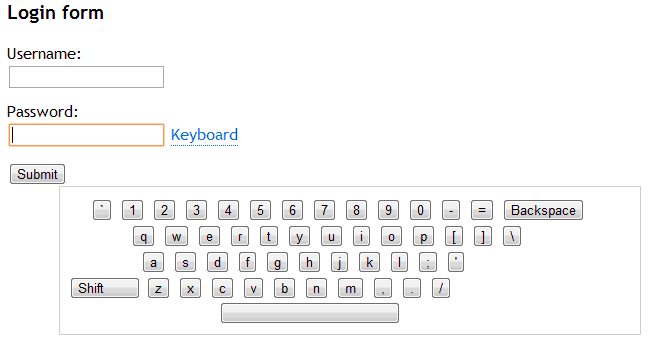 Login form
Username:
Password:
Keyboard
Submit
` 1 2 3 4 5 6 7 8 9 0 - = Backspace
q w e r t y u i o p [ ] \
a s d f g h j k l ; '
Shift z x c v b n m , . /